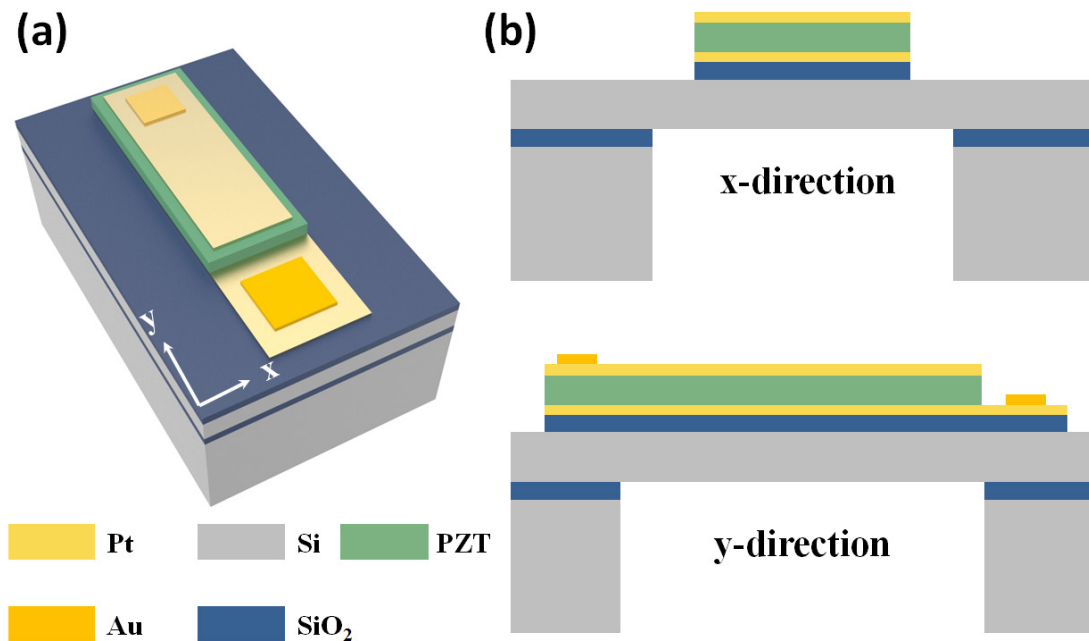 (a)
(b)
x-direction
y
x
y-direction
Pt
Si
PZT
Au
SiO₂